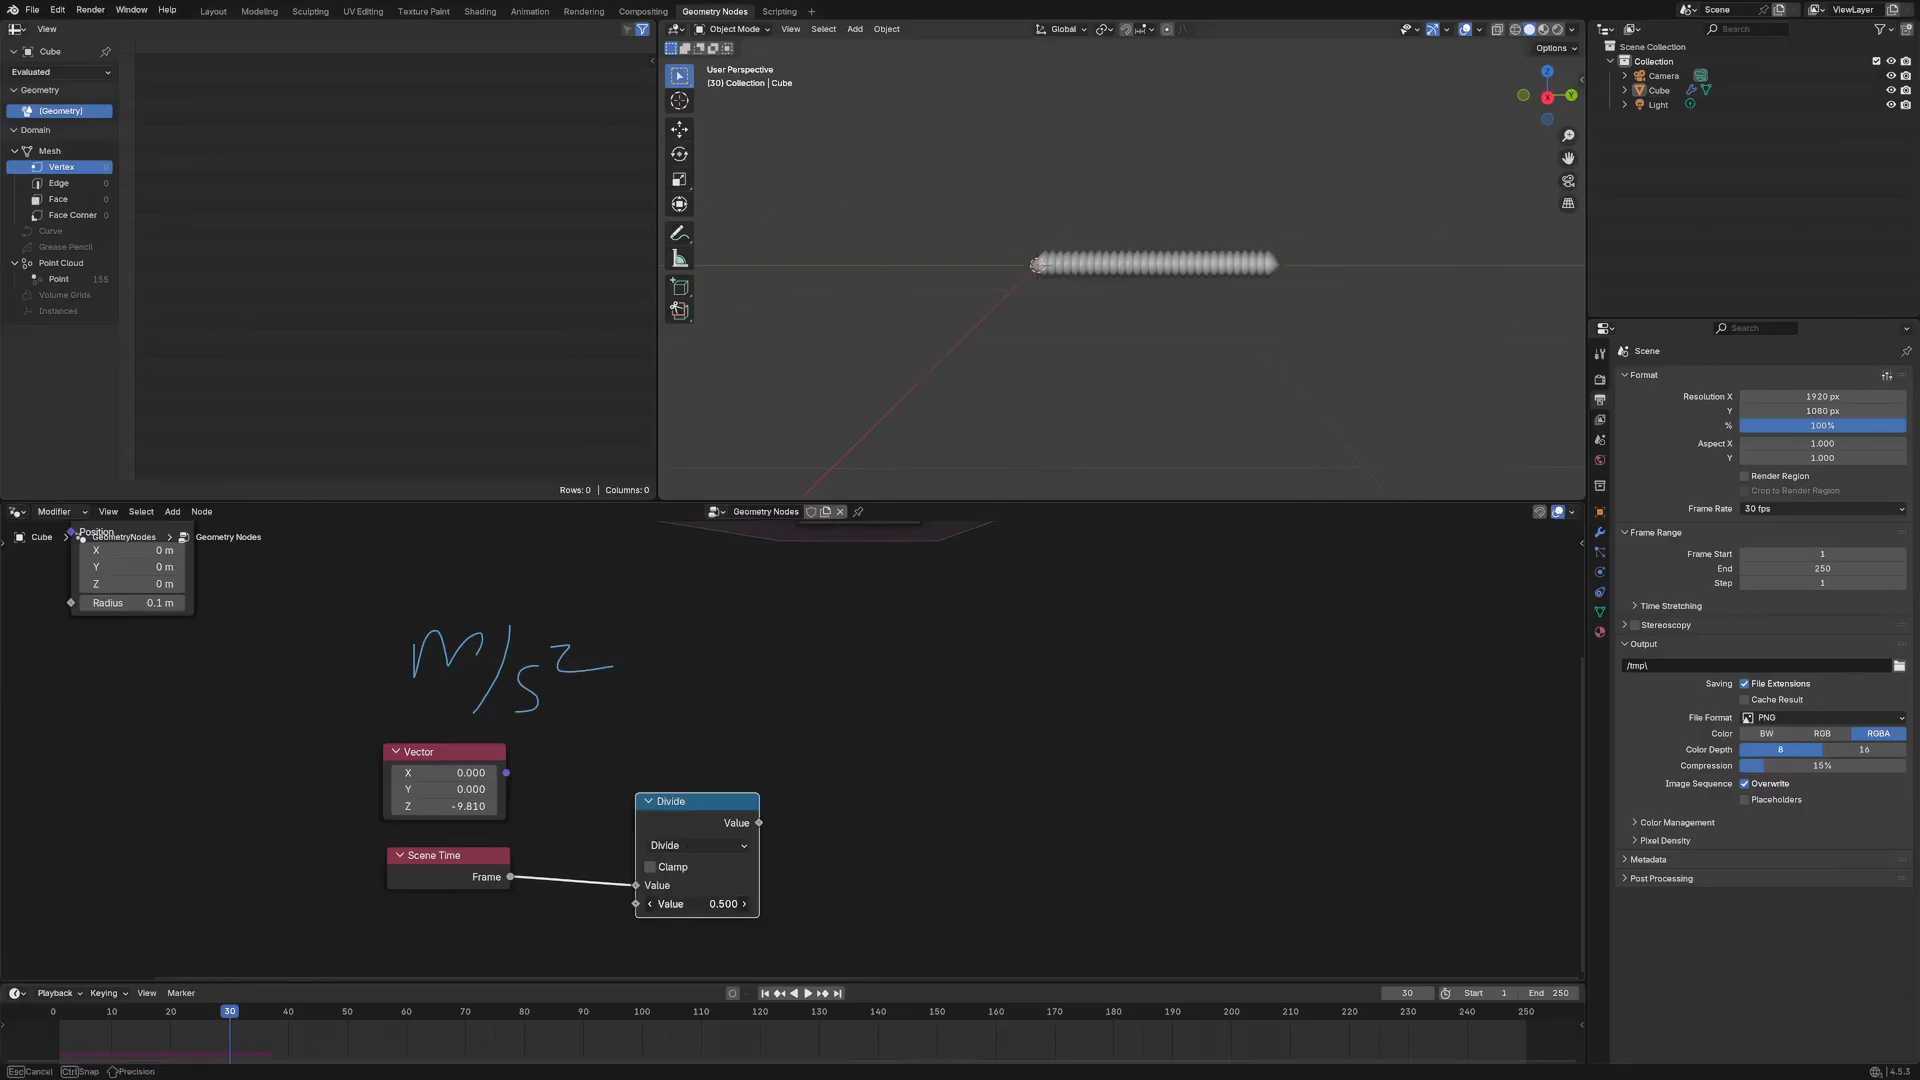 File Edit Render Window Help Layout Modeling Sculpting UV Editing Texture Paint Shading Animation Rendering Compositing Geometry Nodes Scripting + Scene ViewLayer
View
Object Mode View Select Add Object Global
Options
Search
Cube
Evaluated
Geometry
(Geometry)
Domain
Mesh
Vertex 0
Edge 0
Face 0
Face Corner 0
Curve
Grease Pencil
Point Cloud
Point 155
Volume Grids
Instances
Rows: 0 | Columns: 0
User Perspective
(30) Collection | Cube
Z
Y
X
Scene Collection
Collection
Camera
Cube
Light
Search
Scene
Format
Resolution X 1920 px
Y 1080 px
% 100%
Aspect X 1.000
Y 1.000
Render Region
Crop to Render Region
Frame Rate 30 fps
Frame Range
Frame Start 1
End 250
Step 1
Time Stretching
Stereoscopy
Output
/tmp\
Saving File Extensions
Cache Result
File Format PNG
Color BW RGB RGBA
Color Depth 8 16
Compression 15%
Image Sequence Overwrite
Placeholders
Color Management
Pixel Density
Metadata
Post Processing
Modifier View Select Add Node Geometry Nodes
Cube > GeometryNodes > Geometry Nodes
Position
X 0 m
Y 0 m
Z 0 m
Radius 0.1 m
m/s²
Vector
X 0.000
Y 0.000
Z -9.810
Scene Time
Frame
Divide
Value
Divide
Clamp
Value
Value 0.500
Playback Keying View Marker 30 Start 1 End 250
0 10 20 30 40 50 60 70 80 90 100 110 120 130 140 150 160 170 180 190 200 210 220 230 240 250
Esc Cancel Ctrl Snap Precision 4.5.3